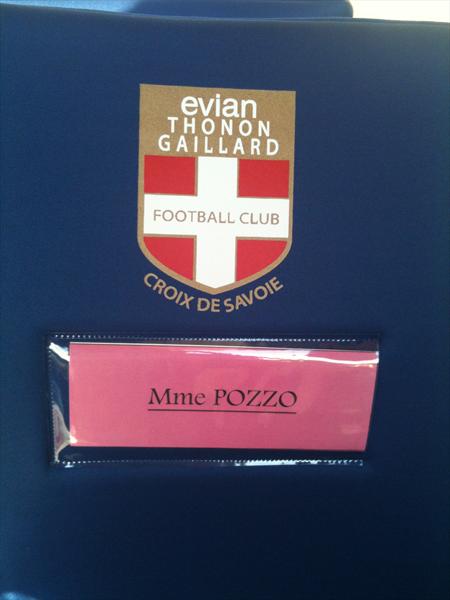 evian
THONON
GAILLARD
FOOTBALL CLUB
CROIX DE SAVOIE
Mme POZZO